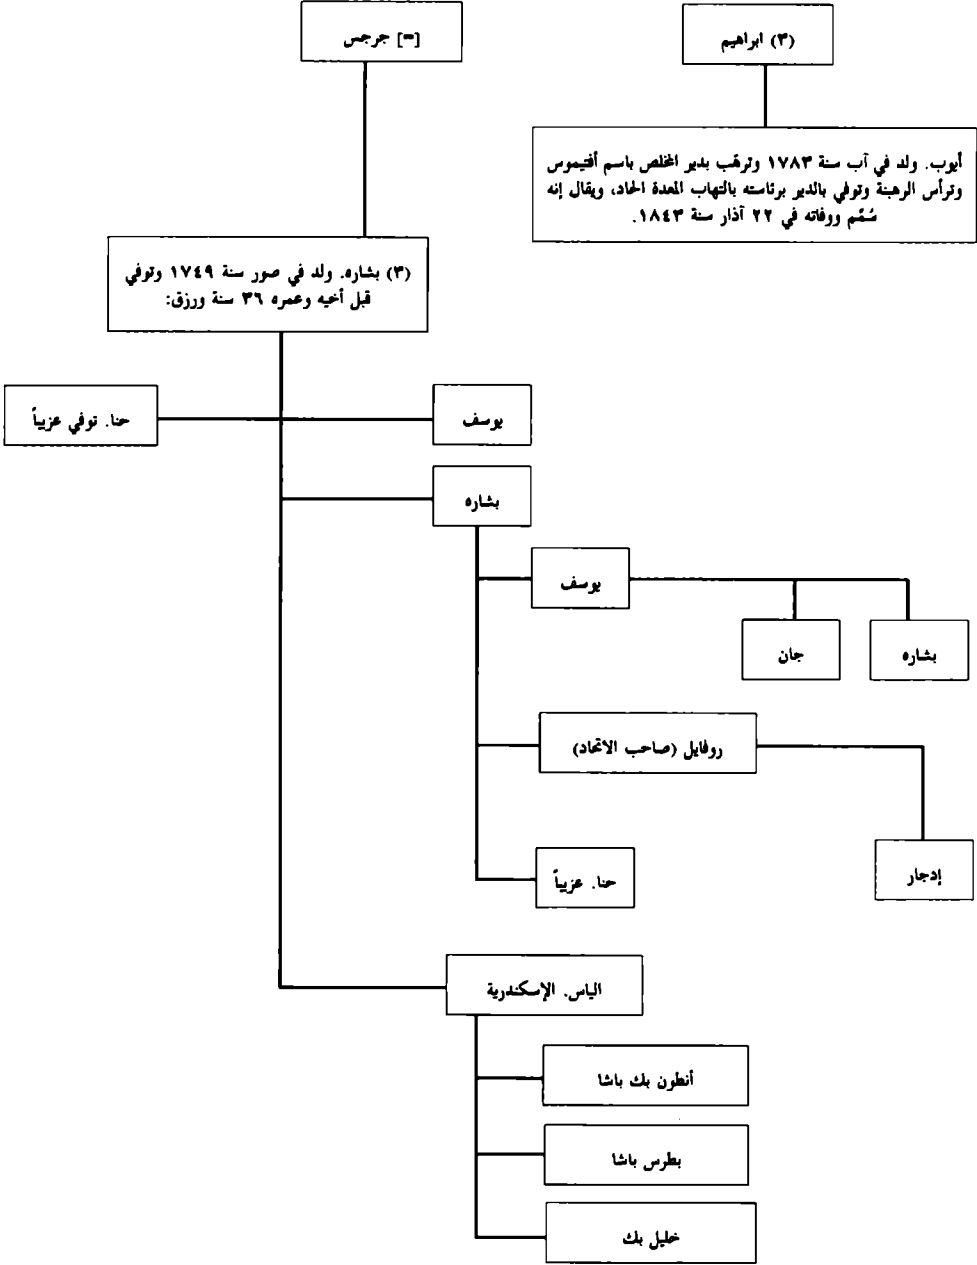 (٣) ابراهيم
[=] جرجس
أيوب. ولد في آب سنة ١٧٨٣ وترهّب بدير المخلص باسم أفتيموس
وترأس الرهبنة وتوفي بالدير برئاسته بالتهاب المعدة الحاد، ويقال إنه
سُمِّم ووفاته في ٢٢ آذار سنة ١٨٤٣.
(٣) بشاره. ولد في صور سنة ١٧٤٩ وتوفي
قبل أخيه وعمره ٣٦ سنة ورزق:
يوسف
حنا. توفي عزيباً
بشاره
يوسف
بشاره
جان
روفايل (صاحب الاتحاد)
إدجار
حنا. عزيباً
الياس. الإسكندرية
أنطون بك باشا
بطرس باشا
خليل بك